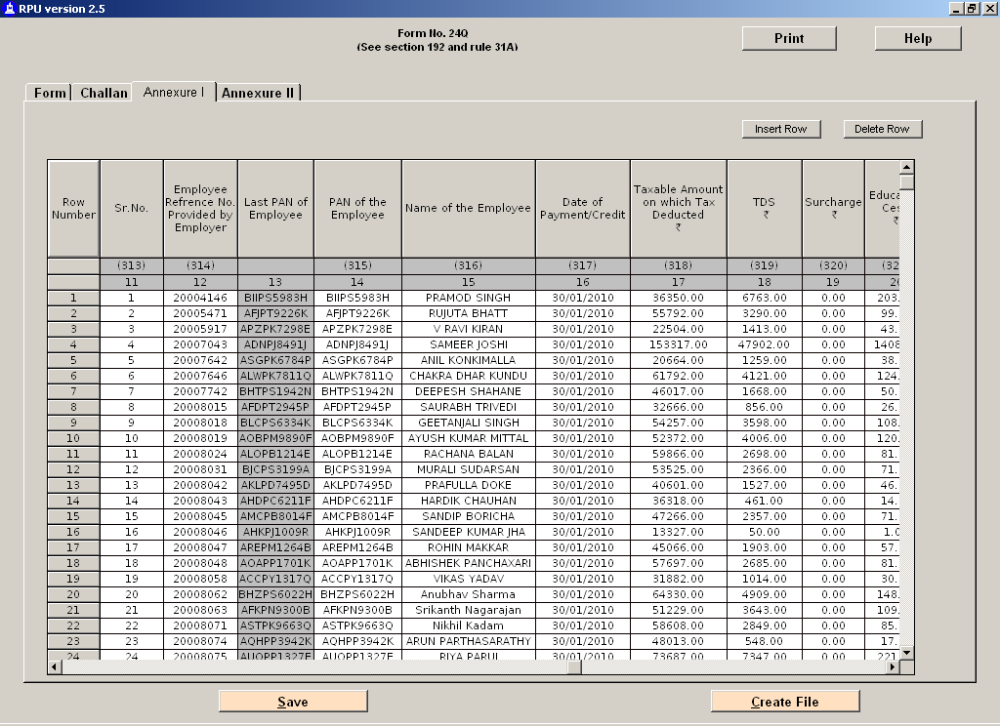 RPU version 2.5
Form No. 24Q
(See section 192 and rule 31A)
Print Help
Form Challan Annexure I Annexure II
Insert Row Delete Row
Row Number Sr.No. Employee Refrence No. Provided by Employer Last PAN of Employee PAN of the Employee Name of the Employee Date of Payment/Credit Taxable Amount on which Tax Deducted ₹ TDS ₹ Surcharge ₹ Educa Ces ₹
(313) (314) (315) (316) (317) (318) (319) (320) (32
11 12 13 14 15 16 17 18 19 20
1 1 20004146 BIIPS5983H BIIPS5983H PRAMOD SINGH 30/01/2010 36350.00 6763.00 0.00 203.
2 2 20005471 AFJPT9226K AFJPT9226K RUJUTA BHATT 30/01/2010 55792.00 3290.00 0.00 99.
3 3 20005917 APZPK7298E APZPK7298E V RAVI KIRAN 30/01/2010 22504.00 1413.00 0.00 43.
4 4 20007043 ADNPJ8491J ADNPJ8491J SAMEER JOSHI 30/01/2010 153317.00 47902.00 0.00 1408
5 5 20007642 ASGPK6784P ASGPK6784P ANIL KONKIMALLA 30/01/2010 20664.00 1259.00 0.00 38.
6 6 20007646 ALWPK7811Q ALWPK7811Q CHAKRA DHAR KUNDU 30/01/2010 61792.00 4121.00 0.00 124.
7 7 20007742 BHTPS1942N BHTPS1942N DEEPESH SHAHANE 30/01/2010 46017.00 1668.00 0.00 50.
8 8 20008015 AFDPT2945P AFDPT2945P SAURABH TRIVEDI 30/01/2010 32666.00 856.00 0.00 26.
9 9 20008018 BLCPS6334K BLCPS6334K GEETANJALI SINGH 30/01/2010 54257.00 3598.00 0.00 108.
10 10 20008019 AOBPM9890F AOBPM9890F AYUSH KUMAR MITTAL 30/01/2010 52372.00 4006.00 0.00 120.
11 11 20008024 ALOPB1214E ALOPB1214E RACHANA BALAN 30/01/2010 59866.00 2698.00 0.00 81.
12 12 20008031 BJCPS3199A BJCPS3199A MURALI SUDARSAN 30/01/2010 53525.00 2366.00 0.00 71.
13 13 20008042 AKLPD7495D AKLPD7495D PRAFULLA DOKE 30/01/2010 40601.00 1527.00 0.00 46.
14 14 20008043 AHDPC6211F AHDPC6211F HARDIK CHAUHAN 30/01/2010 36318.00 461.00 0.00 14.
15 15 20008045 AMCPB8014F AMCPB8014F SANDIP BORICHA 30/01/2010 47266.00 2357.00 0.00 71.
16 16 20008046 AHKPJ1009R AHKPJ1009R SANDEEP KUMAR JHA 30/01/2010 13327.00 50.00 0.00 1.0
17 17 20008047 AREPM1264B AREPM1264B ROHIN MAKKAR 30/01/2010 45066.00 1903.00 0.00 57.
18 18 20008048 AOAPP1701K AOAPP1701K ABHISHEK PANCHAXARI 30/01/2010 57697.00 2685.00 0.00 81.
19 19 20008058 ACCPY1317Q ACCPY1317Q VIKAS YADAV 30/01/2010 31882.00 1014.00 0.00 30.
20 20 20008062 BHZPS6022H BHZPS6022H Anubhav Sharma 30/01/2010 64330.00 4909.00 0.00 148.
21 21 20008063 AFKPN9300B AFKPN9300B Srikanth Nagarajan 30/01/2010 51229.00 3643.00 0.00 109.
22 22 20008071 ASTPK9663Q ASTPK9663Q Nikhil Kadam 30/01/2010 58608.00 2849.00 0.00 85.
23 23 20008074 AQHPP3942K AQHPP3942K ARUN PARTHASARATHY 30/01/2010 48013.00 548.00 0.00 17.
24 24 20008075 AUOPP1327F AUOPP1327F RIYA PARUL 30/01/2010 73687.00 7347.00 0.00 221
Save Create File